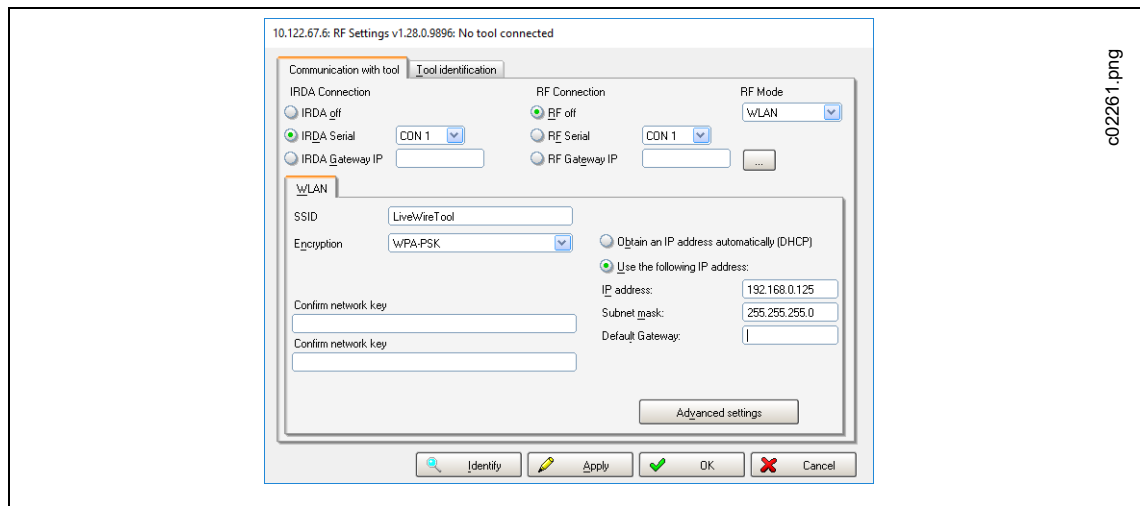 10.122.67.6: RF Settings v1.28.0.9896: No tool connected
Communication with tool Tool identification
IRDA Connection RF Connection RF Mode
IRDA off RF off WLAN
IRDA Serial CON 1 RF Serial CON 1
IRDA Gateway IP RF Gateway IP ...
WLAN
SSID LiveWireTool
Encryption WPA-PSK Obtain an IP address automatically (DHCP)
Use the following IP address:
IP address: 192.168.0.125
Confirm network key
Subnet mask: 255.255.255.0
Default Gateway:
Confirm network key
Advanced settings
Identify Apply OK Cancel
c02261.png